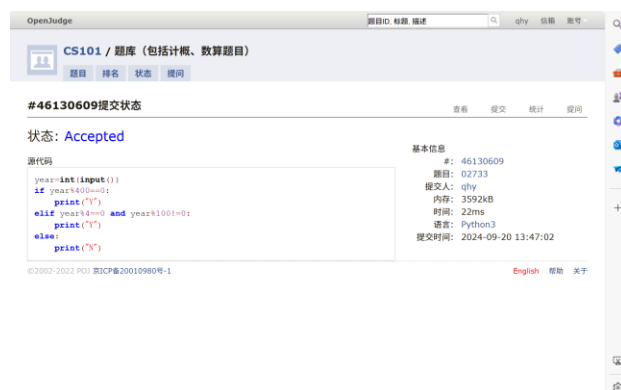 OpenJudge
题目ID, 标题, 描述
qhy 信箱 账号
CS101 / 题库（包括计概、数算题目）
题目 排名 状态 提问
#46130609提交状态
查看 提交 统计 提问
状态: Accepted
源代码
year=int(input())
if year%400==0:
    print("Y")
elif year%4==0 and year%100!=0:
    print("Y")
else:
    print("N")
基本信息
#: 46130609
题目: 02733
提交人: qhy
内存: 3592kB
时间: 22ms
语言: Python3
提交时间: 2024-09-20 13:47:02
©2002-2022 POJ 京ICP备20010980号-1
English 帮助 关于